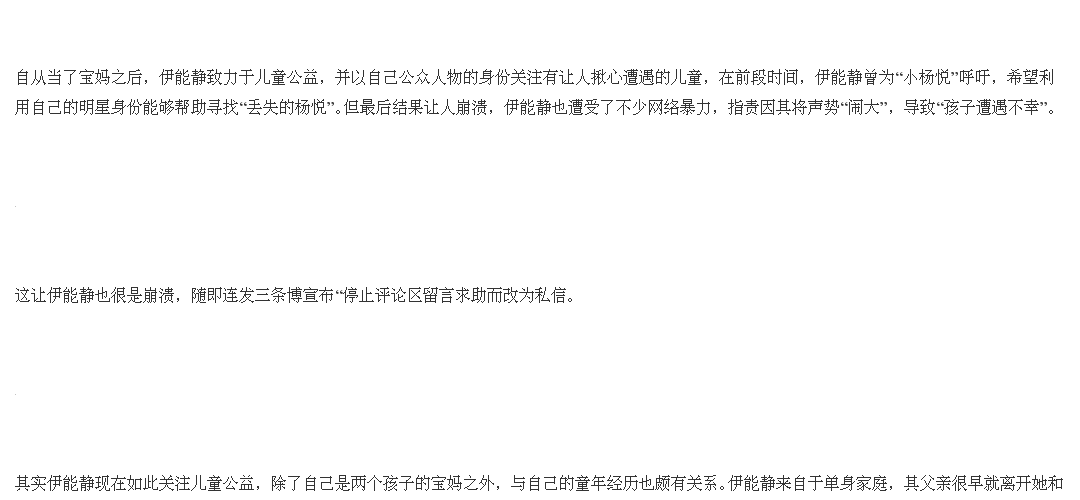 自从当了宝妈之后，伊能静致力于儿童公益，并以自己公众人物的身份关注有让人揪心遭遇的儿童，在前段时间，伊能静曾为“小杨悦”呼吁，希望利
用自己的明星身份能够帮助寻找“丢失的杨悦”。但最后结果让人崩溃，伊能静也遭受了不少网络暴力，指责因其将声势“闹大”，导致“孩子遭遇不幸”。
这让伊能静也很是崩溃，随即连发三条博宣布“停止评论区留言求助而改为私信。
其实伊能静现在如此关注儿童公益，除了自己是两个孩子的宝妈之外，与自己的童年经历也颇有关系。伊能静来自于单身家庭，其父亲很早就离开她和